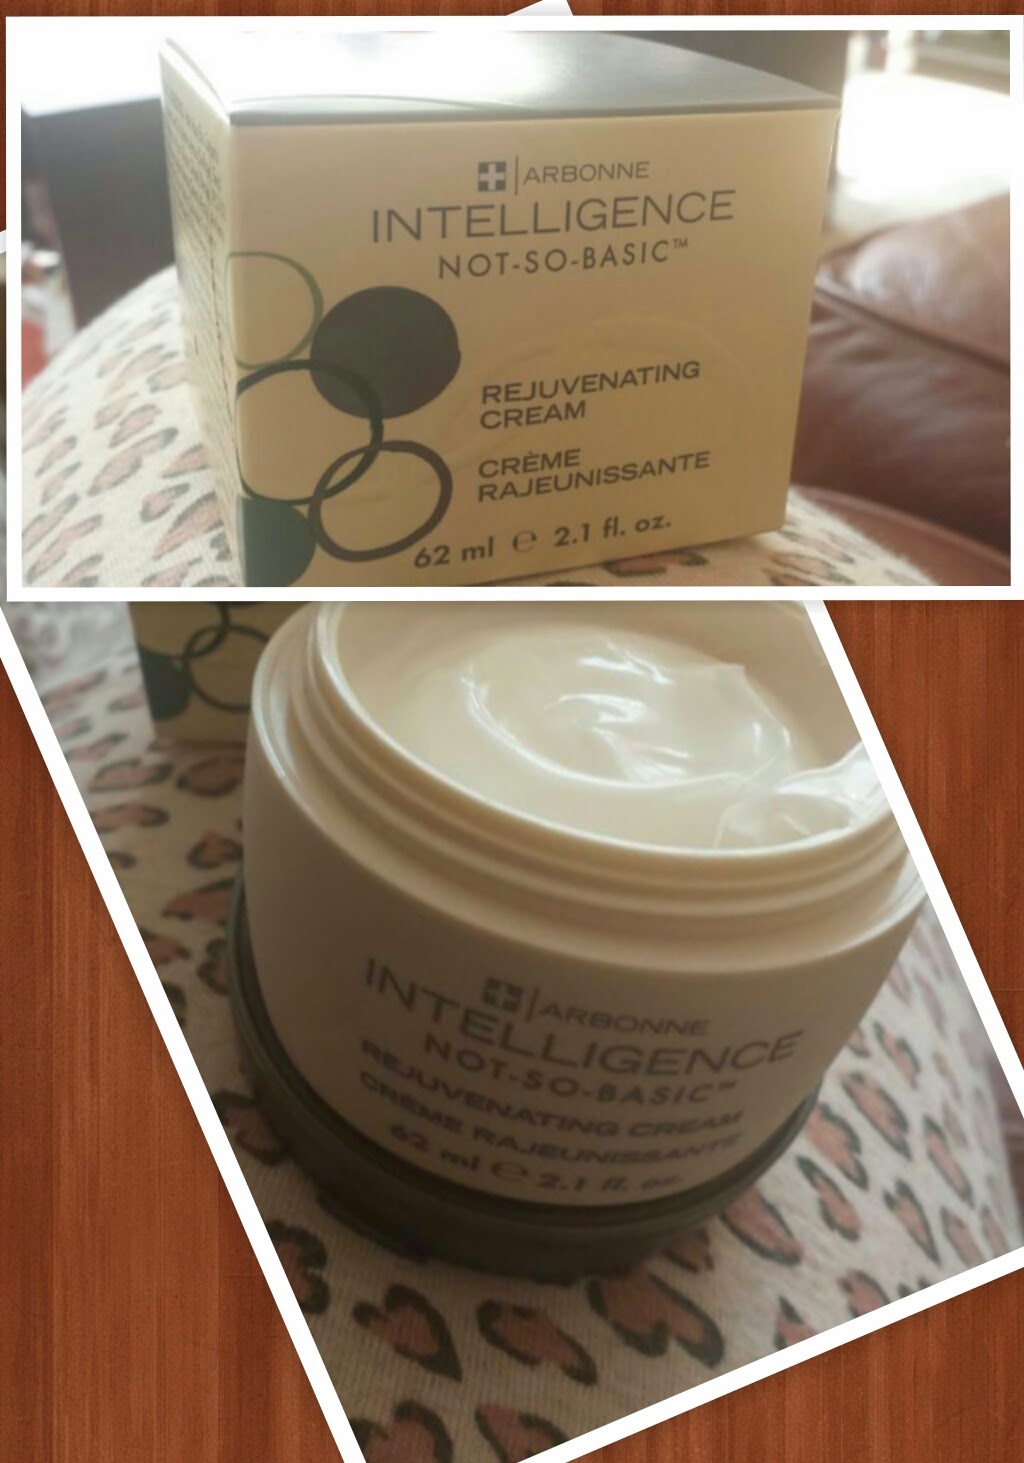 ARBONNE
INTELLIGENCE
NOT-SO-BASIC™
REJUVENATING
CREAM
CRÈME
RAJEUNISSANTE
62 ml ℮ 2.1 fl. oz.
ARBONNE
INTELLIGENCE
NOT-SO-BASIC™
REJUVENATING CREAM
CRÈME RAJEUNISSANTE
62 ml ℮ 2.1 fl. oz.